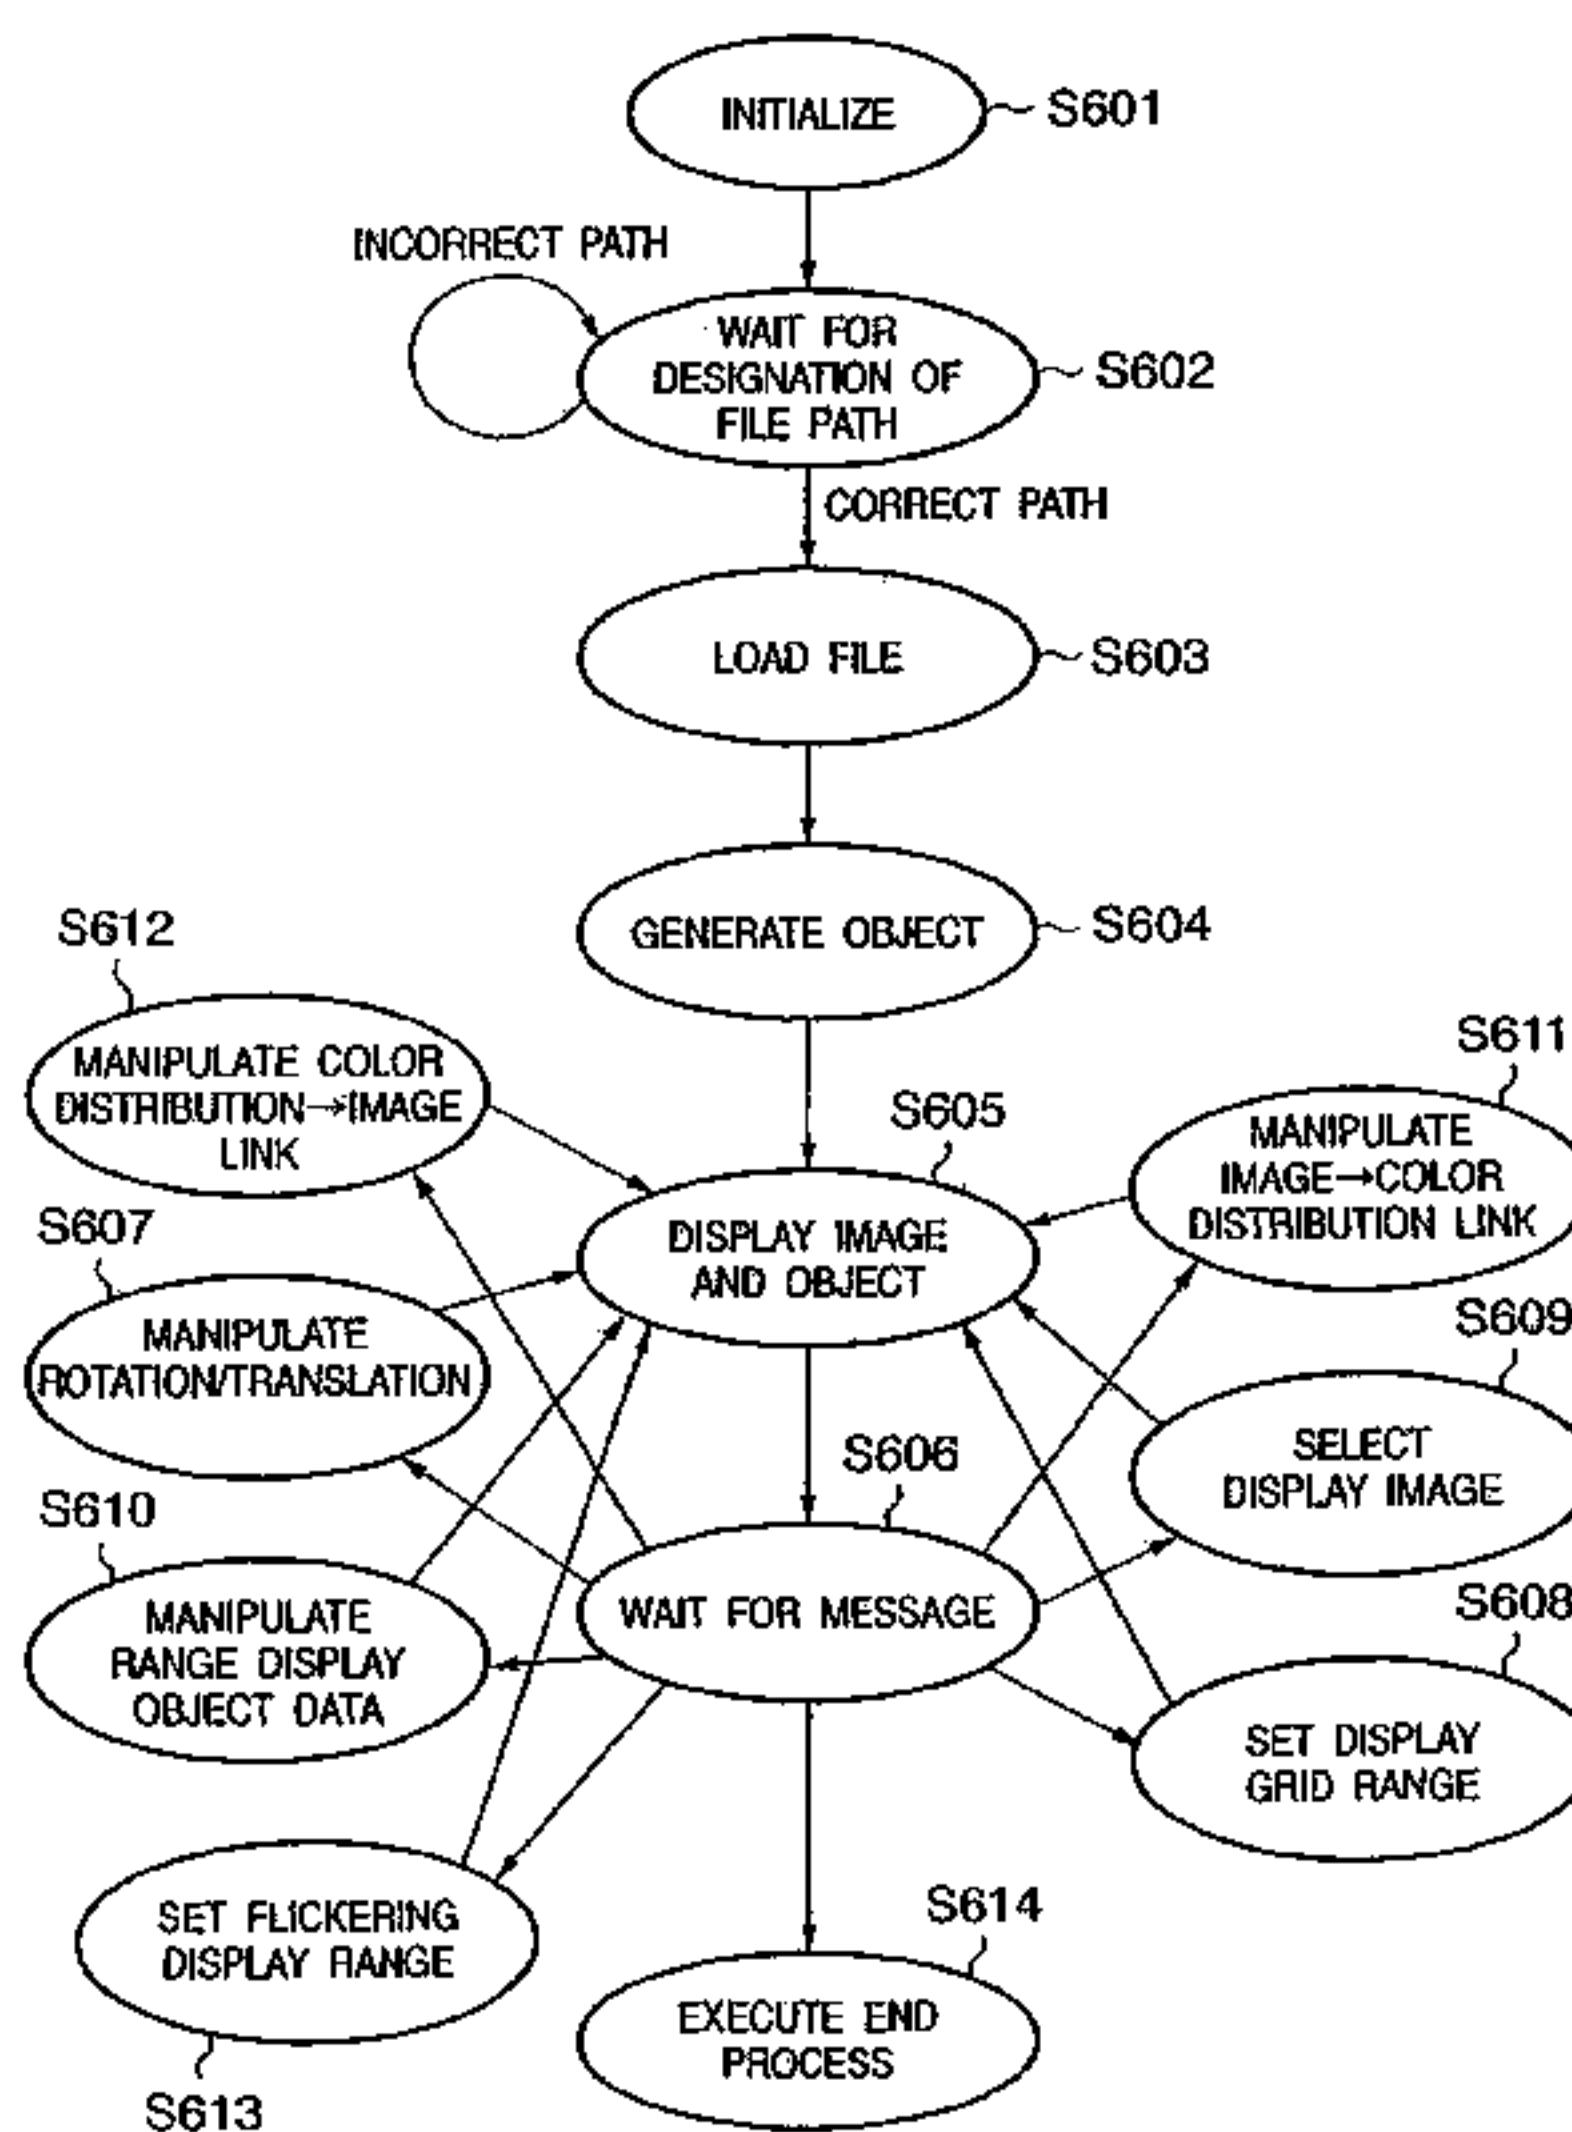 INITIALIZE
S601
INCORRECT PATH
WAIT FOR
DESIGNATION OF
FILE PATH
S602
CORRECT PATH
LOAD FILE
S603
GENERATE OBJECT
S604
S612
MANIPULATE COLOR
DISTRIBUTION→IMAGE
LINK
S611
MANIPULATE
IMAGE→COLOR
DISTRIBUTION LINK
S605
DISPLAY IMAGE
AND OBJECT
S607
MANIPULATE
ROTATION/TRANSLATION
S609
SELECT
DISPLAY IMAGE
S606
WAIT FOR MESSAGE
S610
MANIPULATE
RANGE DISPLAY
OBJECT DATA
S608
SET DISPLAY
GRID RANGE
SET FLICKERING
DISPLAY RANGE
S613
S614
EXECUTE END
PROCESS